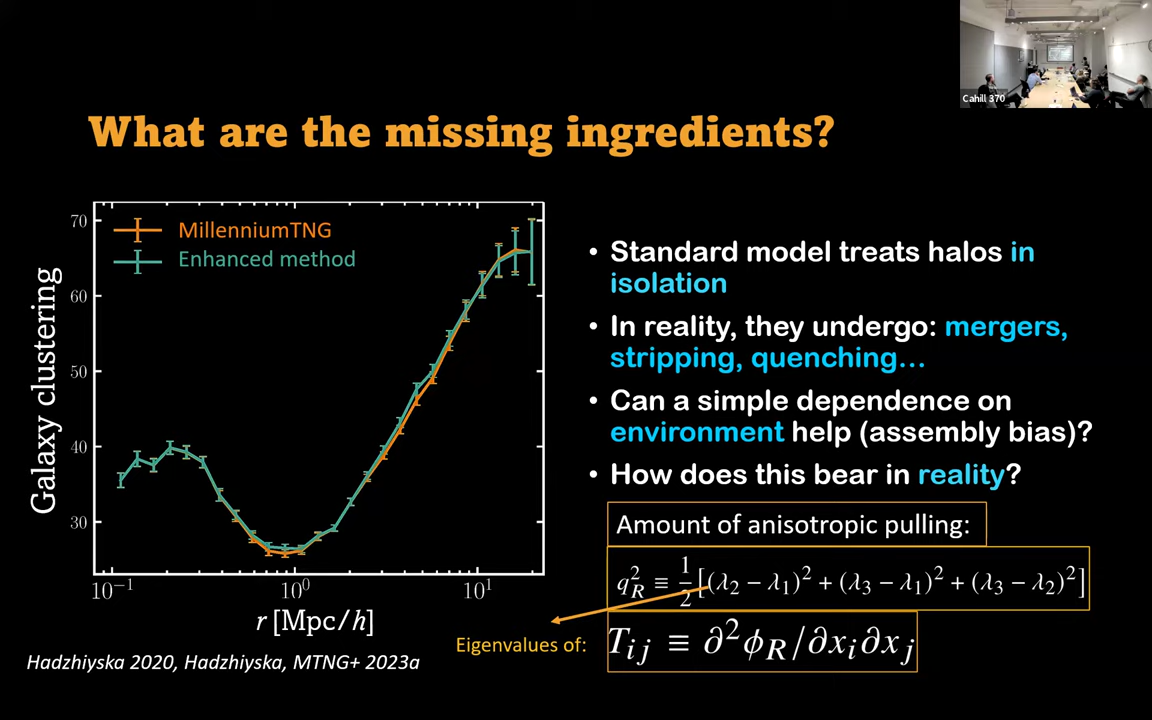 Cahill 370
What are the missing ingredients?
MillenniumTNG
Enhanced method
Galaxy clustering
70
60
50
40
30
10⁻¹
10⁰
10¹
r [Mpc/h]
Hadzhiyska 2020, Hadzhiyska, MTNG+ 2023a
• Standard model treats halos in
isolation
• In reality, they undergo: mergers,
stripping, quenching…
• Can a simple dependence on
environment help (assembly bias)?
• How does this bear in reality?
Amount of anisotropic pulling:
q²_R ≡ 1/2 [(λ₂ − λ₁)² + (λ₃ − λ₁)² + (λ₃ − λ₂)²]
Eigenvalues of:
T_ij ≡ ∂²ϕ_R/∂x_i∂x_j